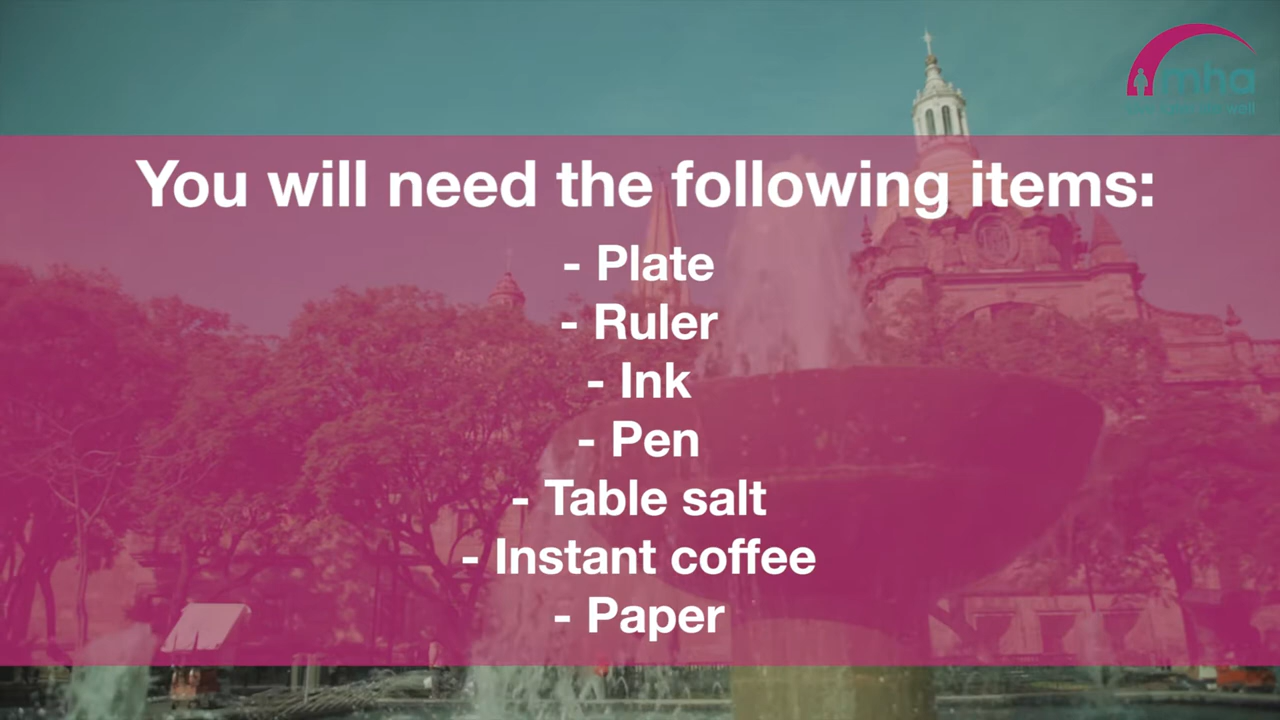 mha
You will need the following items:
- Plate
- Ruler
- Ink
- Pen
- Table salt
- Instant coffee
- Paper